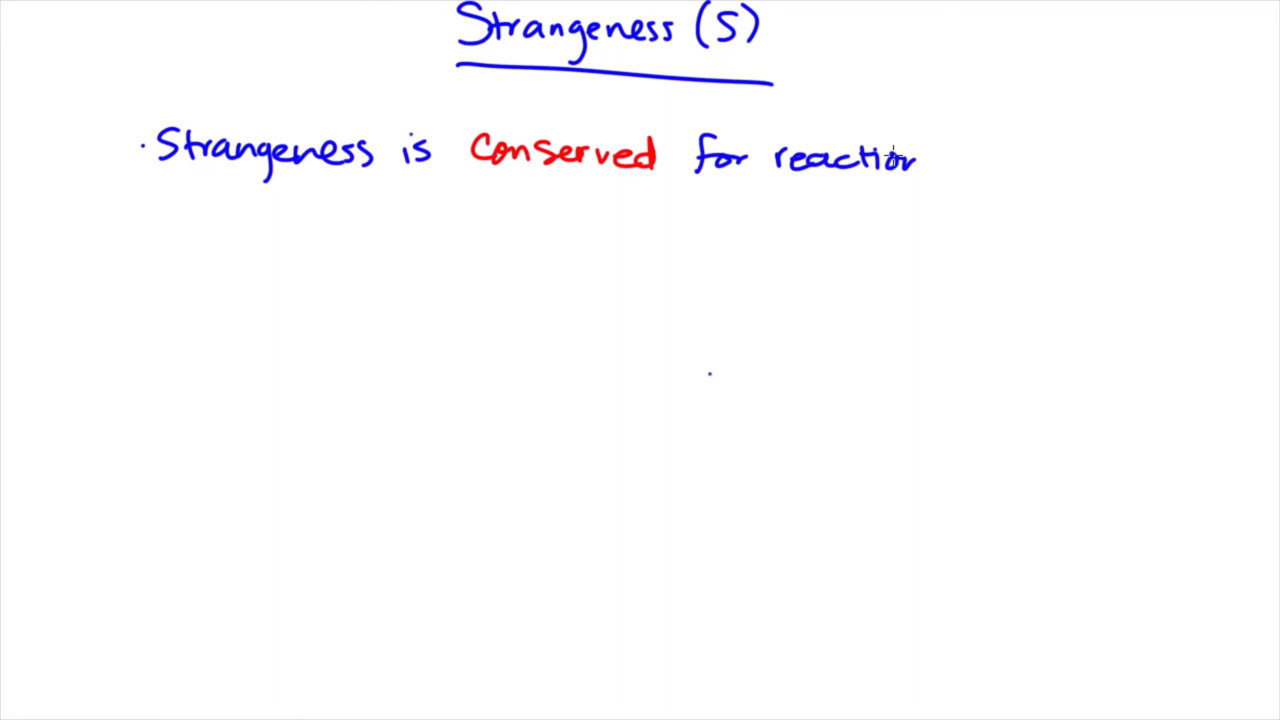 Strangeness (S)
· Strangeness is conserved for reaction